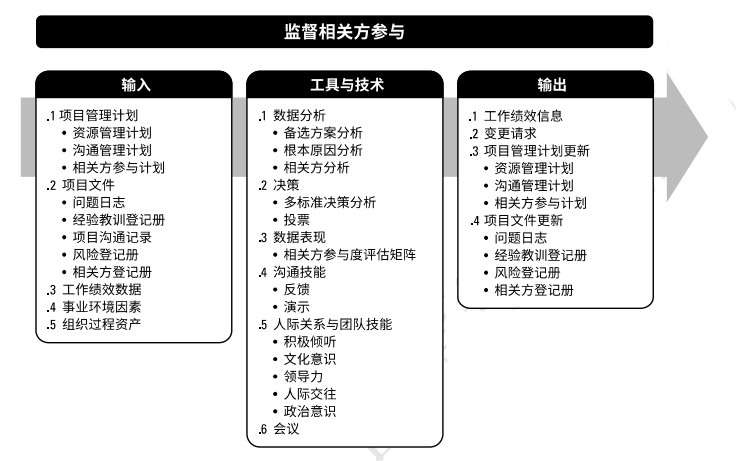 监督相关方参与
输入
.1 项目管理计划
• 资源管理计划
• 沟通管理计划
• 相关方参与计划
.2 项目文件
• 问题日志
• 经验教训登记册
• 项目沟通记录
• 风险登记册
• 相关方登记册
.3 工作绩效数据
.4 事业环境因素
.5 组织过程资产
工具与技术
.1 数据分析
• 备选方案分析
• 根本原因分析
• 相关方分析
.2 决策
• 多标准决策分析
• 投票
.3 数据表现
• 相关方参与度评估矩阵
.4 沟通技能
• 反馈
• 演示
.5 人际关系与团队技能
• 积极倾听
• 文化意识
• 领导力
• 人际交往
• 政治意识
.6 会议
输出
.1 工作绩效信息
.2 变更请求
.3 项目管理计划更新
• 资源管理计划
• 沟通管理计划
• 相关方参与计划
.4 项目文件更新
• 问题日志
• 经验教训登记册
• 风险登记册
• 相关方登记册